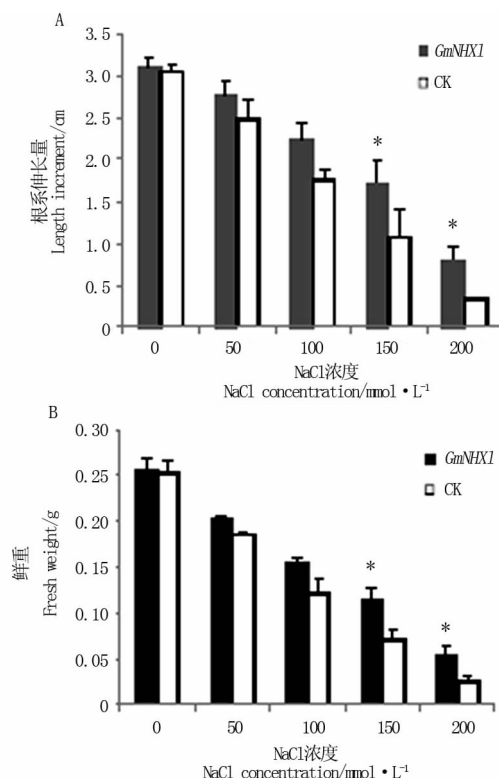 A
3.5
3.0
2.5
2.0
1.5
1.0
0.5
0
根系伸长量
Length increment/cm
GmNHX1
CK
*
*
0 50 100 150 200
NaCl浓度
NaCl concentration/mmol·L⁻¹
B
0.30
0.25
0.20
0.15
0.10
0.05
0
鲜重
Fresh weight/g
GmNHX1
CK
*
*
0 50 100 150 200
NaCl浓度
NaCl concentration/mmol·L⁻¹